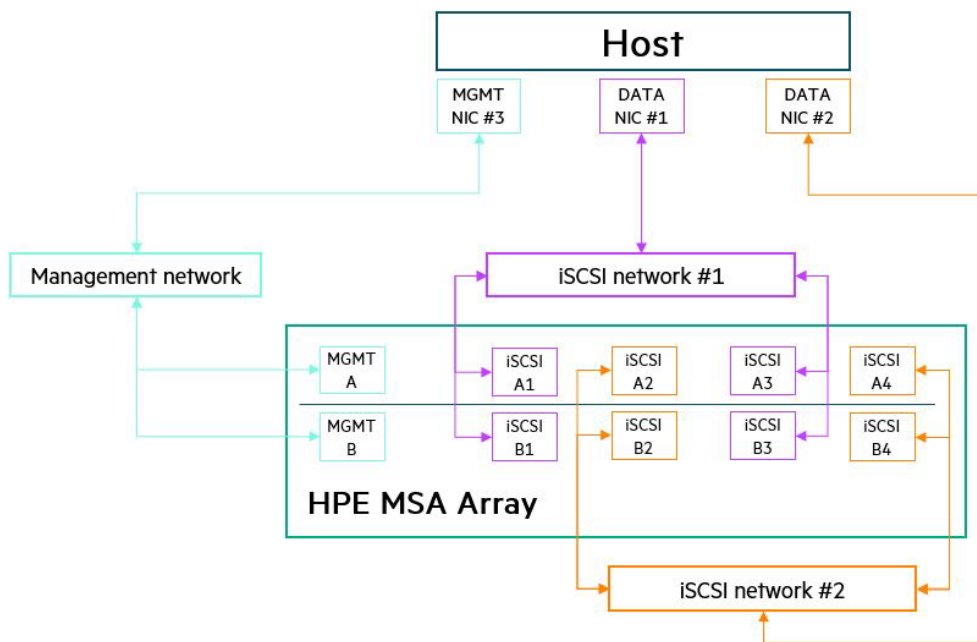 Host
MGMT
NIC #3
DATA
NIC #1
DATA
NIC #2
Management network
iSCSI network #1
MGMT
A
iSCSI
A1
iSCSI
A2
iSCSI
A3
iSCSI
A4
MGMT
B
iSCSI
B1
iSCSI
B2
iSCSI
B3
iSCSI
B4
HPE MSA Array
iSCSI network #2